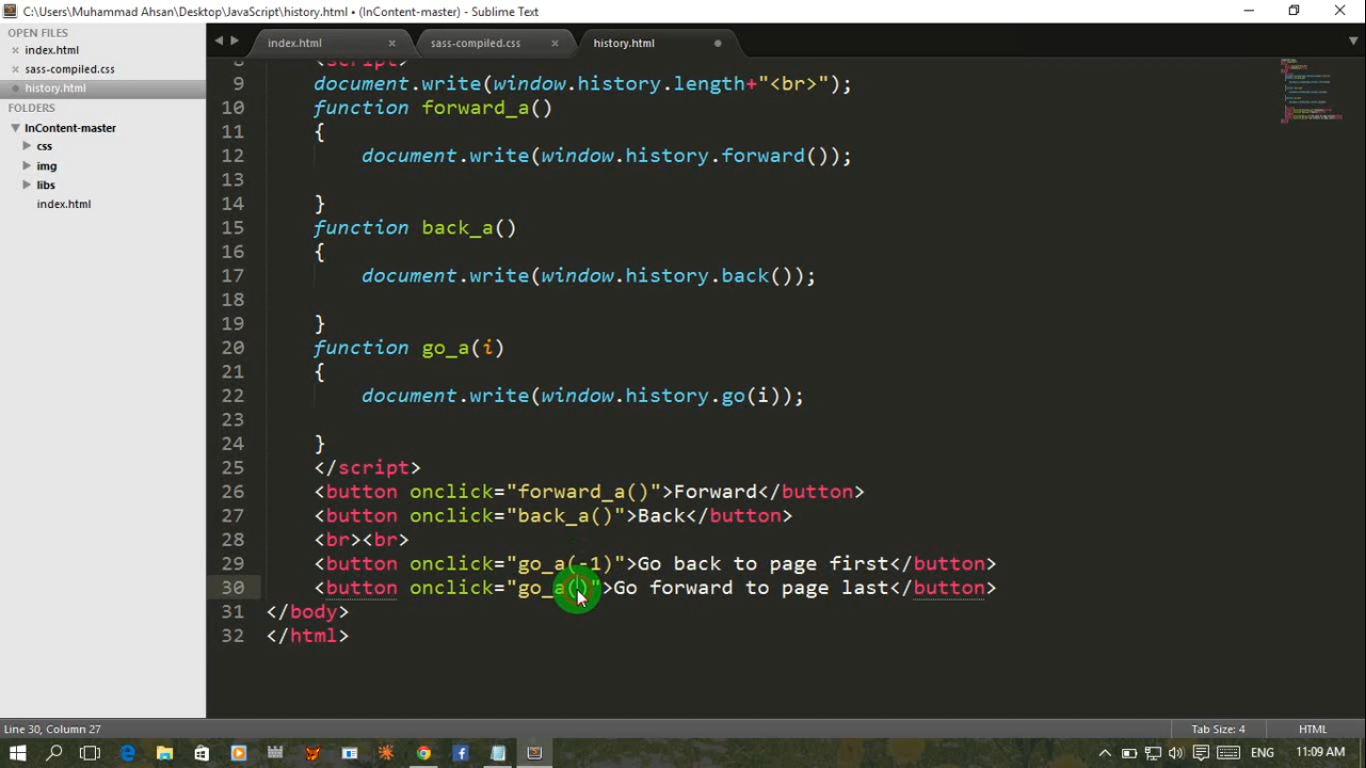 C:\Users\Muhammad Ahsan\Desktop\JavaScript\history.html • (InContent-master) - Sublime Text
OPEN FILES
index.html
sass-compiled.css
history.html
FOLDERS
InContent-master
css
img
libs
index.html
index.html
sass-compiled.css
history.html
8 <script>
9 document.write(window.history.length+"<br>");
10 function forward_a()
11 {
12 document.write(window.history.forward());
13
14 }
15 function back_a()
16 {
17 document.write(window.history.back());
18
19 }
20 function go_a(i)
21 {
22 document.write(window.history.go(i));
23
24 }
25 </script>
26 <button onclick="forward_a()">Forward</button>
27 <button onclick="back_a()">Back</button>
28 <br><br>
29 <button onclick="go_a(-1)">Go back to page first</button>
30 <button onclick="go_a()">Go forward to page last</button>
31 </body>
32 </html>
Line 30, Column 27
Tab Size: 4
HTML
ENG
11:09 AM